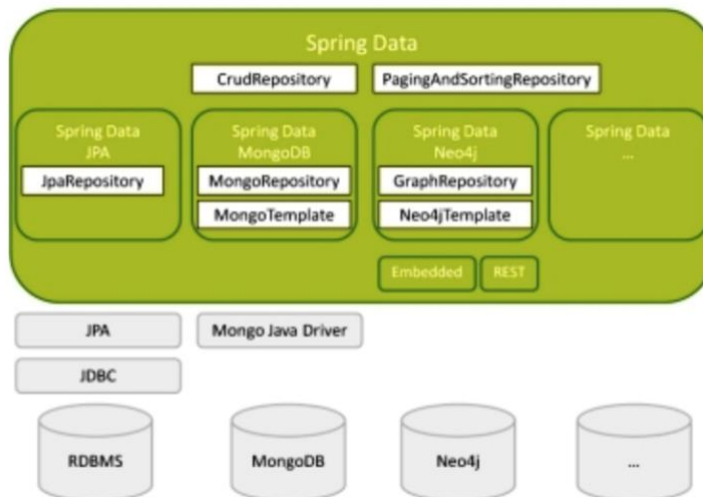 Spring Data
CrudRepository
PagingAndSortingRepository
Spring Data
JPA
JpaRepository
Spring Data
MongoDB
MongoRepository
MongoTemplate
Spring Data
Neo4j
GraphRepository
Neo4jTemplate
Spring Data
...
Embedded
REST
JPA
Mongo Java Driver
JDBC
RDBMS
MongoDB
Neo4j
...